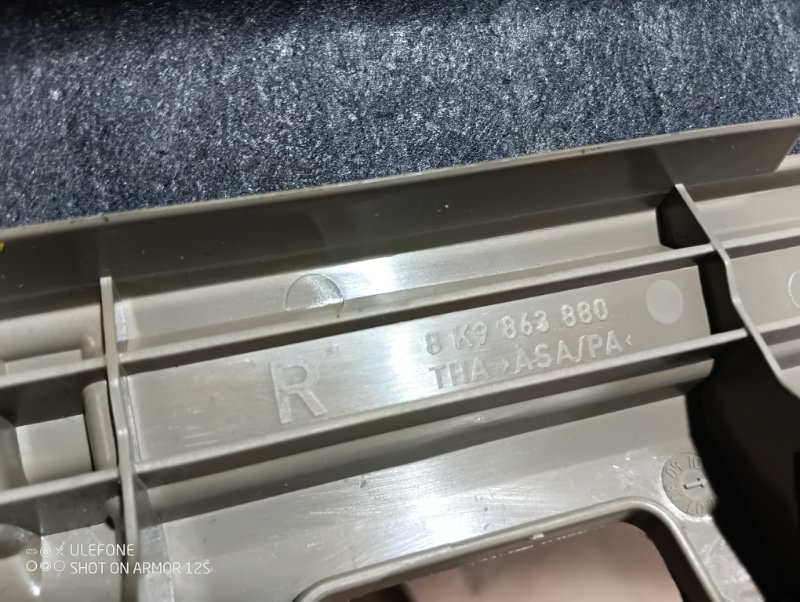 8 K9 863 880
R
THA >ASA/PA<
ULEFONE
SHOT ON ARMOR 12S